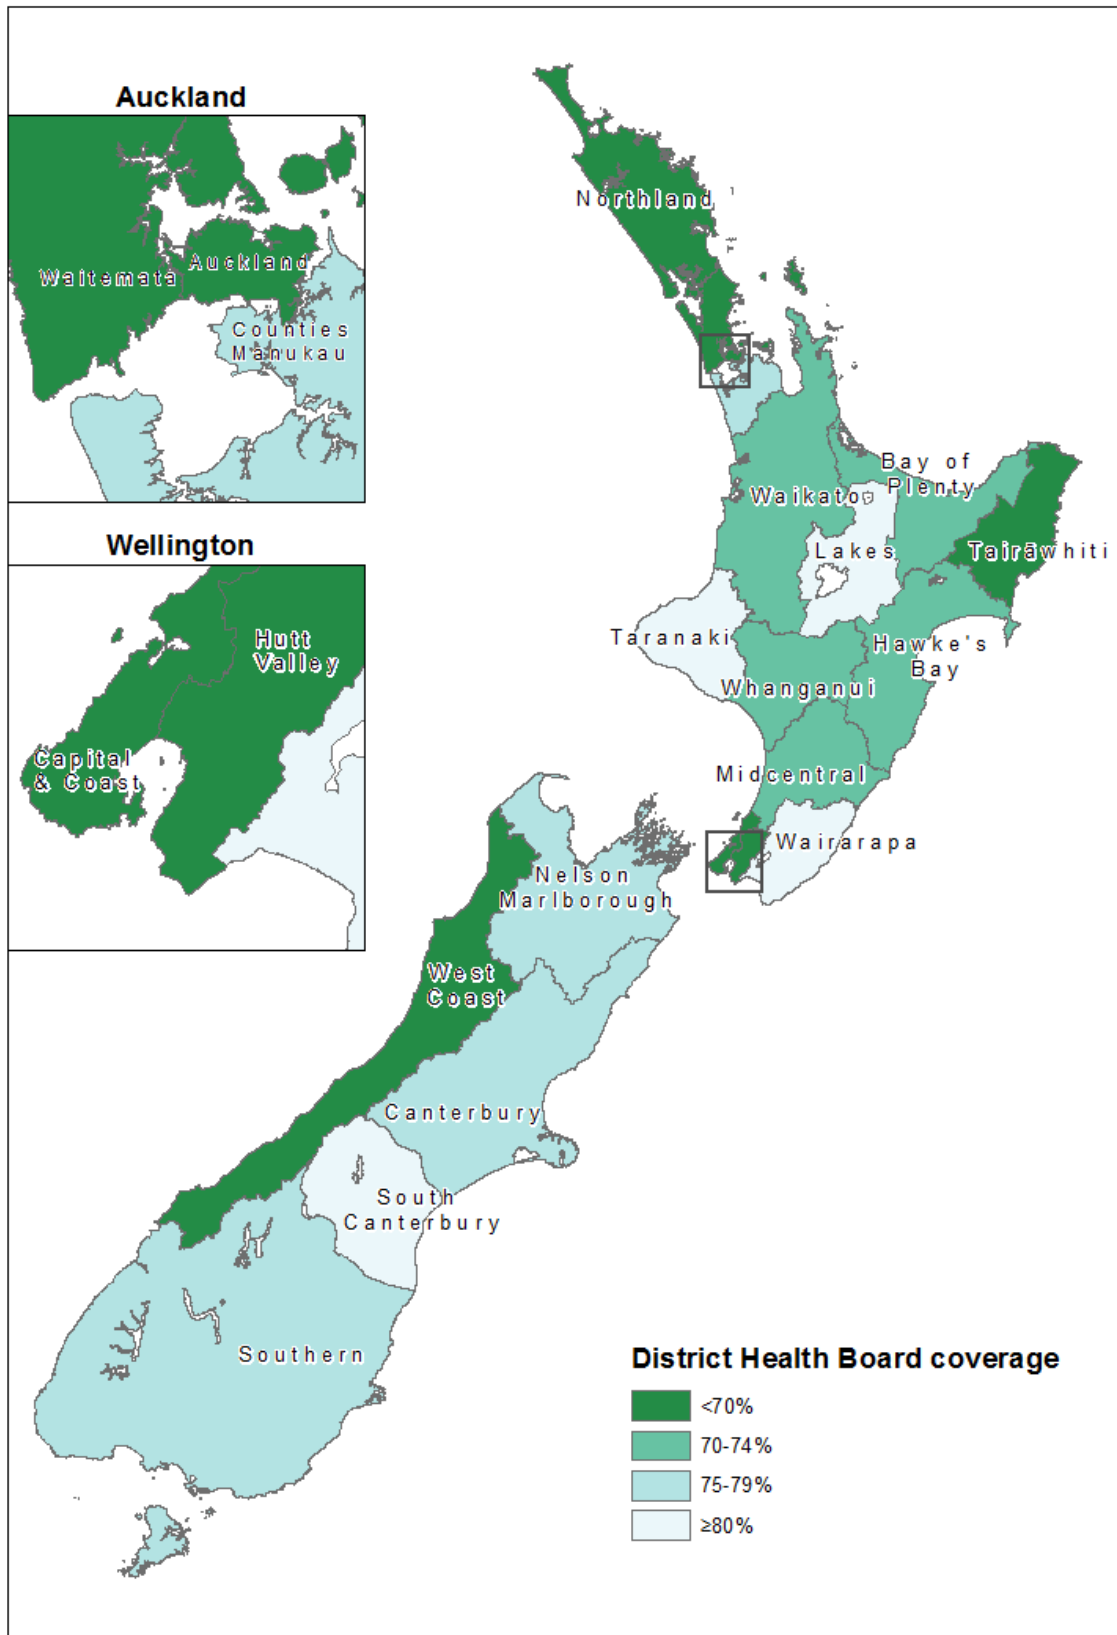 Auckland
Waitemata
Auckland
Counties
Manukau
Wellington
Hutt
Valley
Capital
& Coast
Northland
Bay of
Plenty
Waikato
Lakes
Tairāwhiti
Taranaki
Hawke's
Bay
Whanganui
Midcentral
Wairarapa
Nelson
Marlborough
West
Coast
Canterbury
South
Canterbury
Southern
District Health Board coverage
<70%
70-74%
75-79%
≥80%